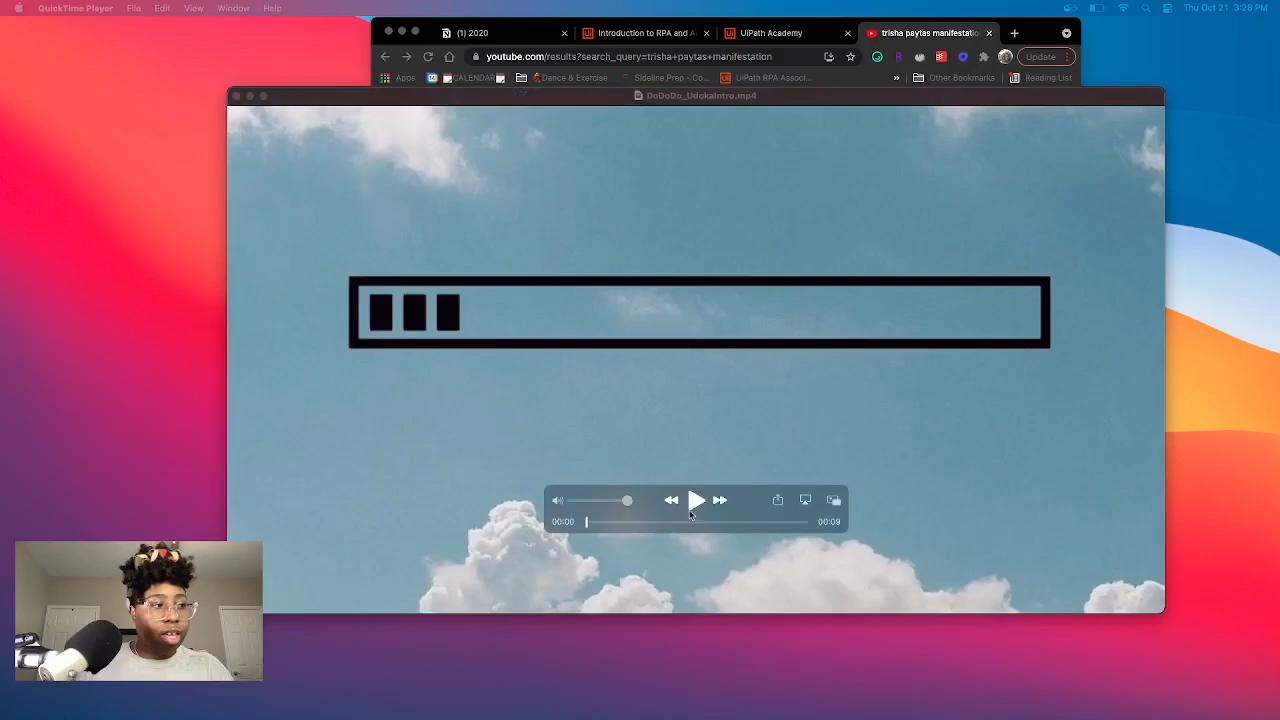 QuickTime Player File Edit View Window Help Thu Oct 21 3:28 PM
(1) 2020 Introduction to RPA and A UiPath Academy trisha paytas manifestatio
youtube.com/results?search_query=trisha+paytas+manifestation Update
Apps CALENDAR Dance & Exercise Sideline Prep - Co... UiPath RPA Associ... » Other Bookmarks Reading List
DoDoDo_UdokaIntro.mp4
00:00 00:09